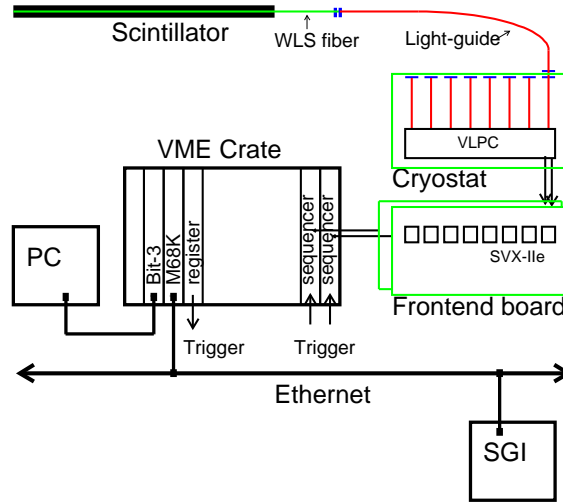 Scintillator
WLS fiber
Light-guide
VLPC
Cryostat
VME Crate
Bit-3
M68K
register
sequencer
sequencer
PC
SVX-IIe
Frontend board
Trigger
Trigger
Ethernet
SGI